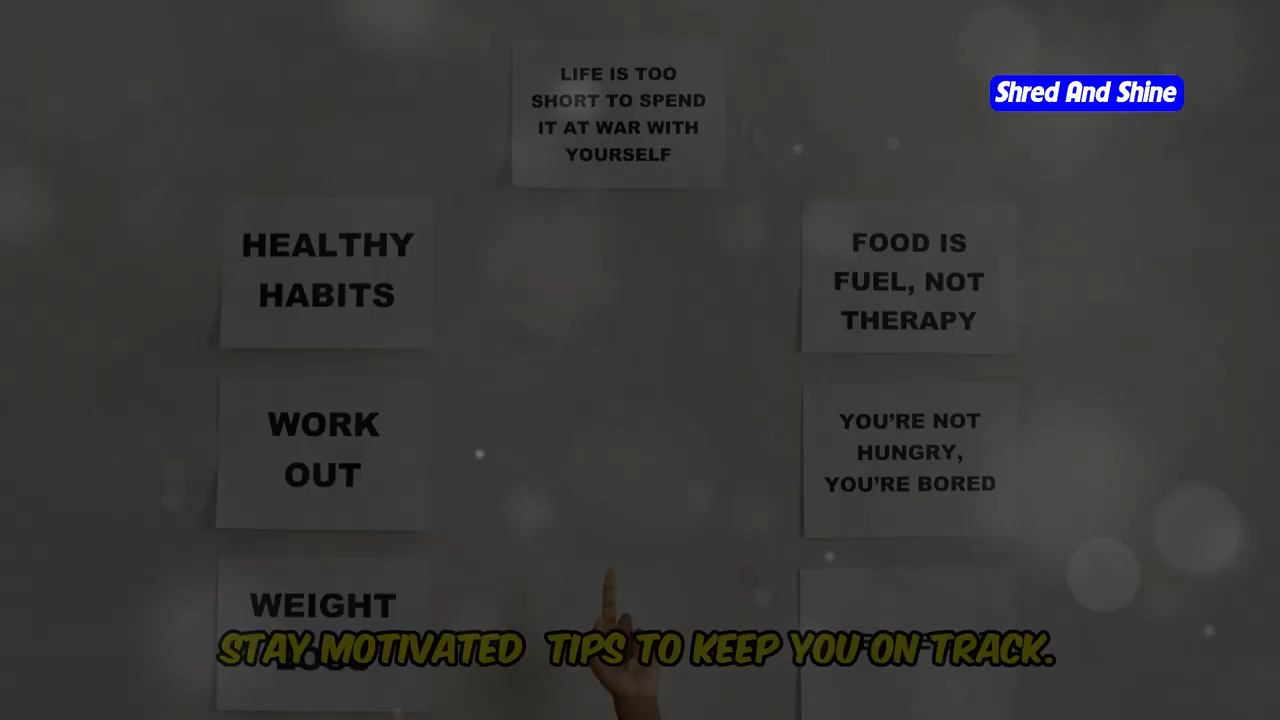 LIFE IS TOO
SHORT TO SPEND
IT AT WAR WITH
YOURSELF
Shred And Shine
HEALTHY
HABITS
FOOD IS
FUEL, NOT
THERAPY
WORK
OUT
YOU'RE NOT
HUNGRY,
YOU'RE BORED
WEIGHT
LOSS
STAY MOTIVATED TIPS TO KEEP YOU ON TRACK.